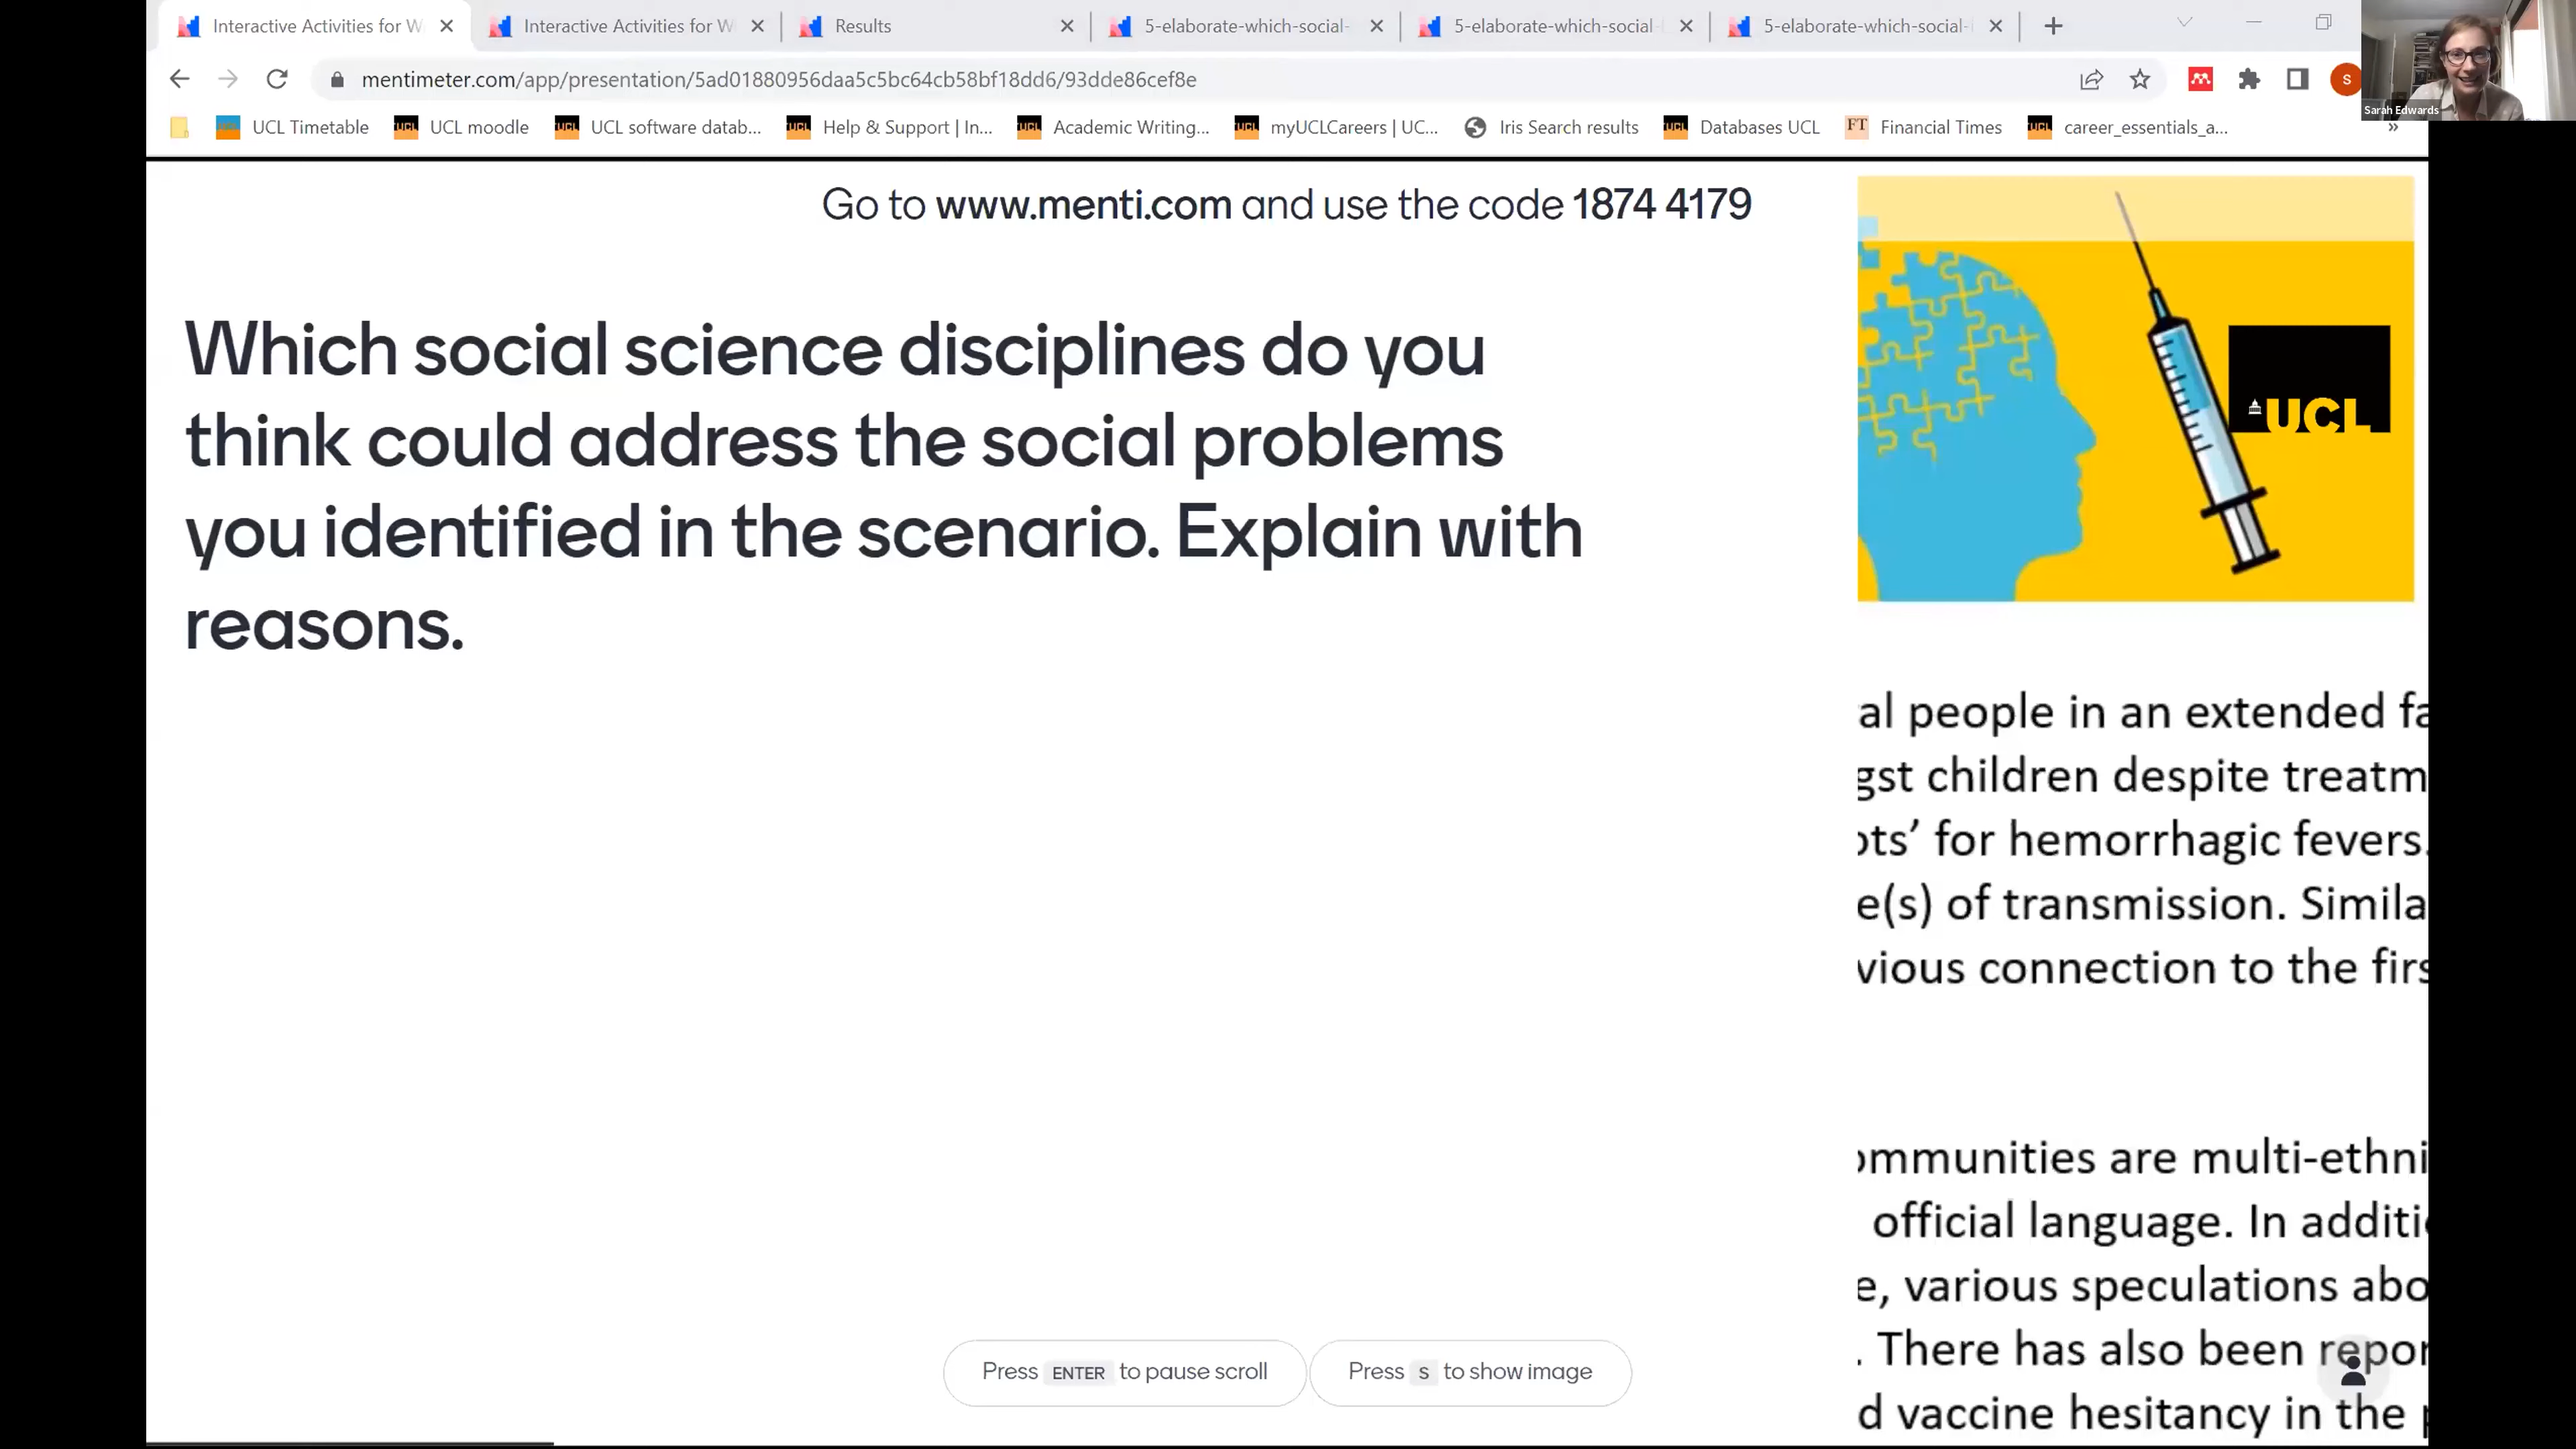 Interactive Activities for W
Interactive Activities for W
Results
5-elaborate-which-social-
5-elaborate-which-social-
5-elaborate-which-social-
mentimeter.com/app/presentation/5ad01880956daa5c5bc64cb58bf18dd6/93dde86cef8e
S
Sarah Edwards
UCL Timetable
UCL moodle
UCL software datab...
Help & Support | In...
Academic Writing...
myUCLCareers | UC...
Iris Search results
Databases UCL
FT Financial Times
career_essentials_a...
»
Go to www.menti.com and use the code 1874 4179
Which social science disciplines do you
think could address the social problems
you identified in the scenario. Explain with
reasons.
UCL
al people in an extended fa
gst children despite treatm
ots’ for hemorrhagic fevers.
e(s) of transmission. Simila
vious connection to the firs
ommunities are multi-ethni
official language. In additi
e, various speculations abo
. There has also been repor
d vaccine hesitancy in the
Press ENTER to pause scroll
Press S to show image